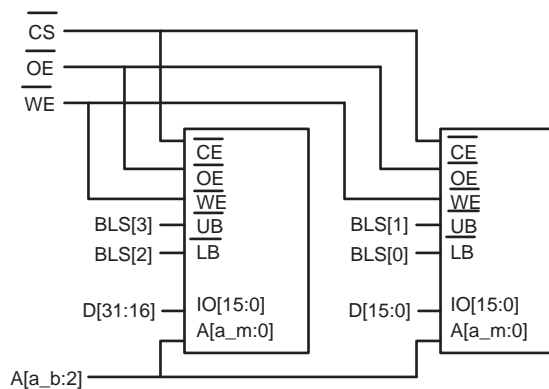 CS
OE
WE
CE
OE
WE
UB
LB
IO[15:0]
A[a_m:0]
BLS[3]
BLS[2]
D[31:16]
CE
OE
WE
UB
LB
IO[15:0]
A[a_m:0]
BLS[1]
BLS[0]
D[15:0]
A[a_b:2]